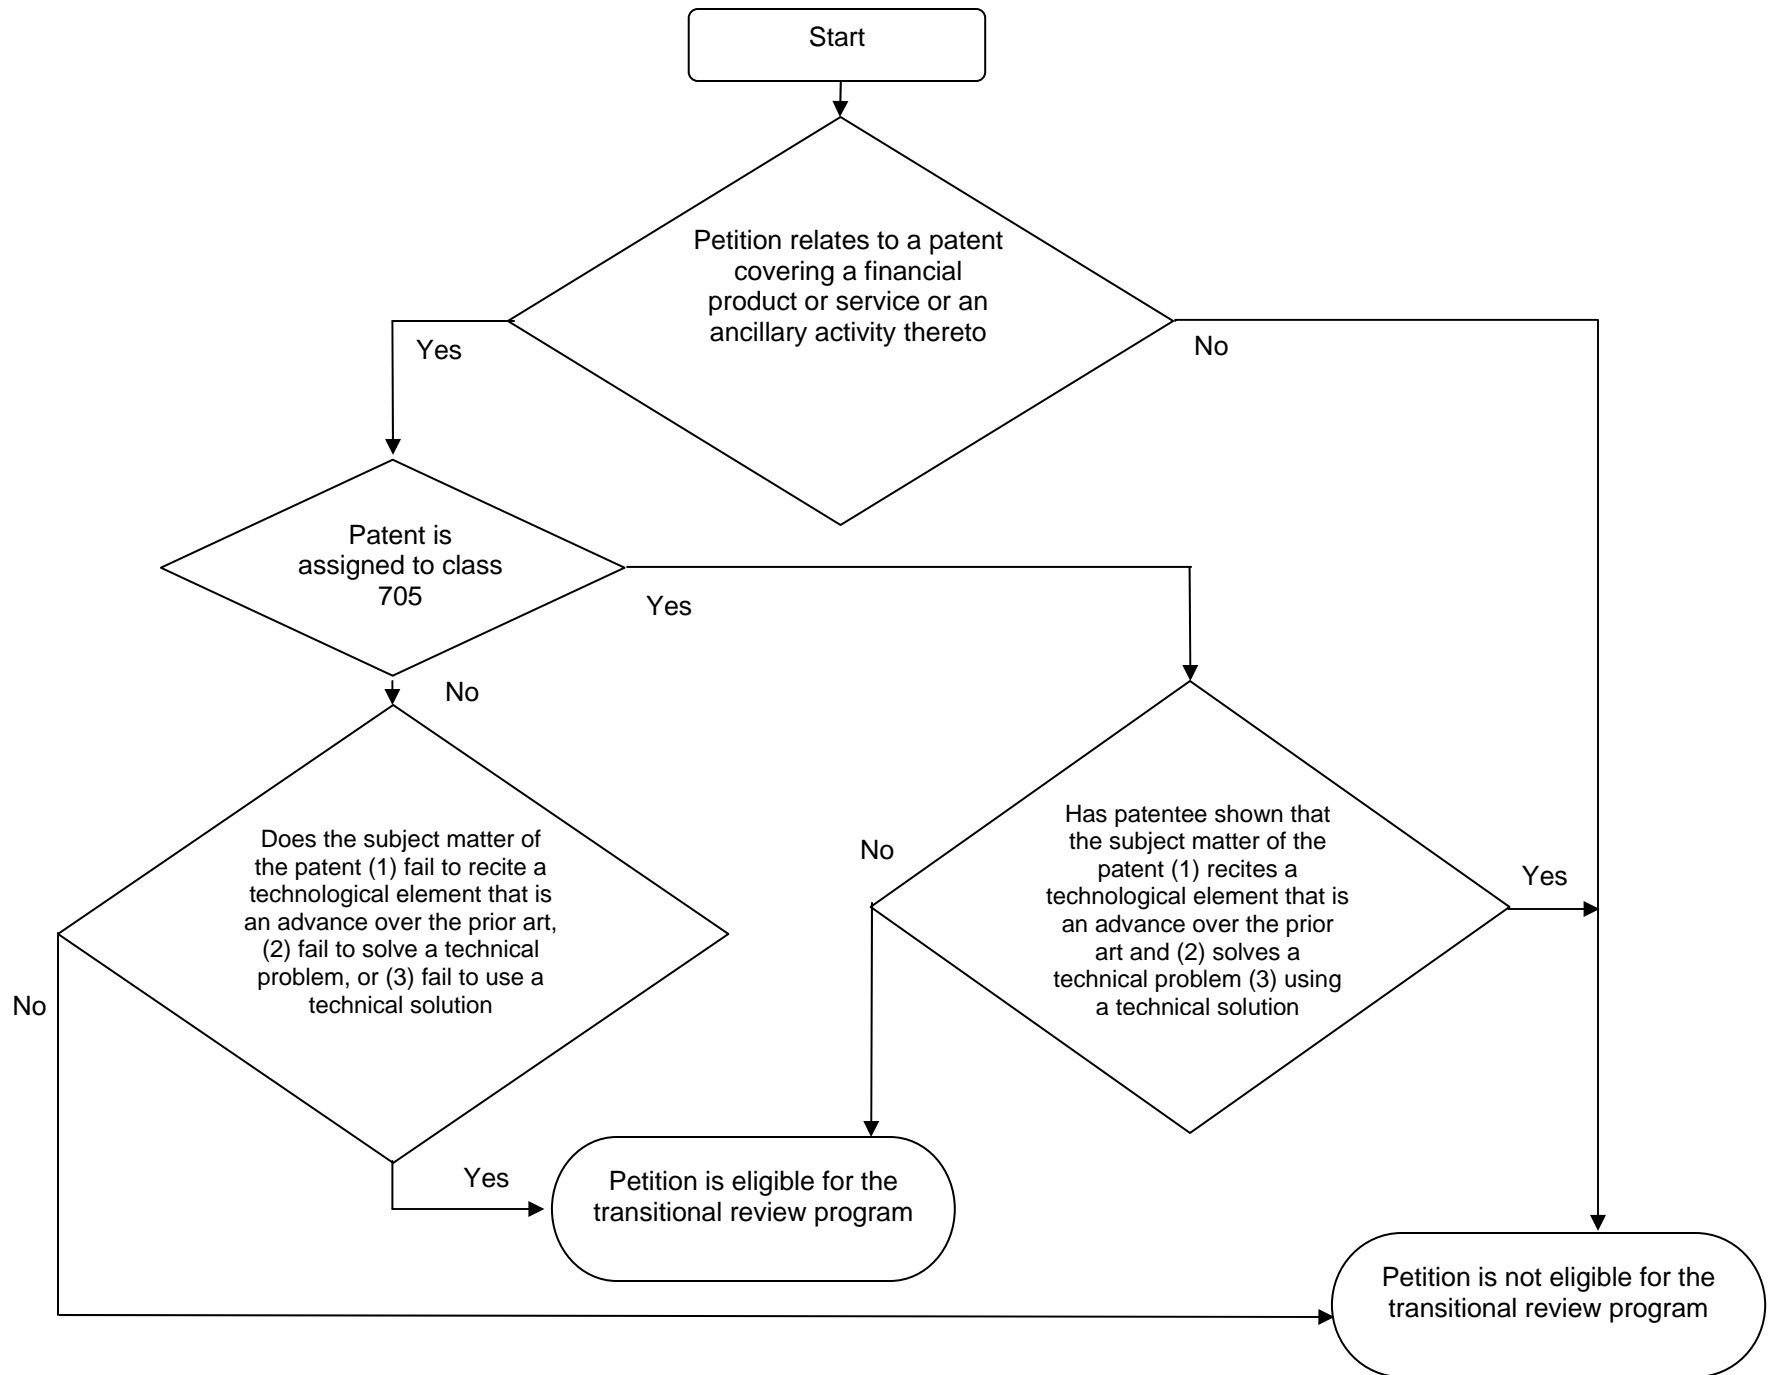 Start
Petition relates to a patent
covering a financial
product or service or an
ancillary activity thereto
Yes
No
Patent is
assigned to class
705
Yes
No
Does the subject matter of
the patent (1) fail to recite a
technological element that is
an advance over the prior art,
(2) fail to solve a technical
problem, or (3) fail to use a
technical solution
No
Yes
Has patentee shown that
the subject matter of the
patent (1) recites a
technological element that is
an advance over the prior
art and (2) solves a
technical problem (3) using
a technical solution
No
Yes
Petition is eligible for the
transitional review program
Petition is not eligible for the
transitional review program